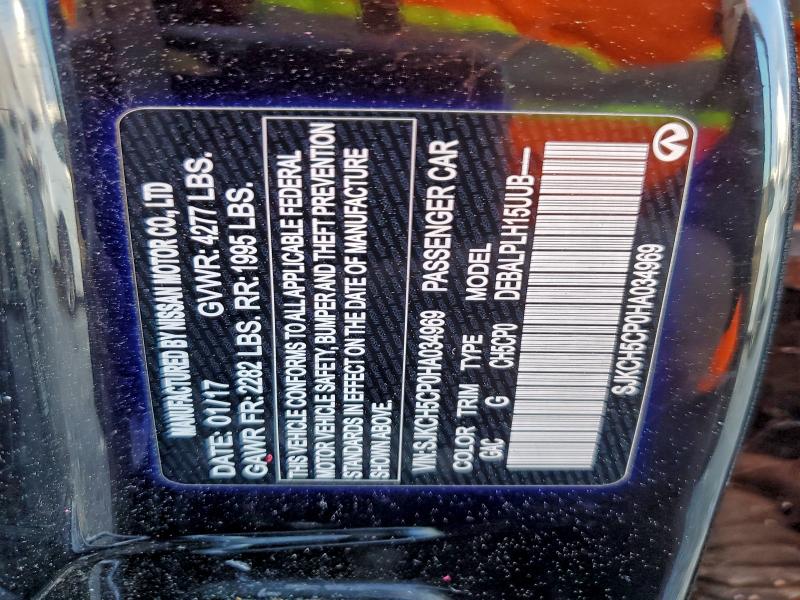 MANUFACTURED BY NISSAN MOTOR CO., LTD
DATE: 01/17 GVWR: 4277 LBS.
GAWR FR: 2282 LBS. RR: 1995 LBS.
THIS VEHICLE CONFORMS TO ALL APPLICABLE FEDERAL
MOTOR VEHICLE SAFETY, BUMPER AND THEFT PREVENTION
STANDARDS IN EFFECT ON THE DATE OF MANUFACTURE
SHOWN ABOVE.
VIN: SJKCH5CP0HA034969 PASSENGER CAR
COLOR TRIM TYPE MODEL
GIC G CH5CP0 DEBALPLH15UUB----
SJKCH5CP0HA034969